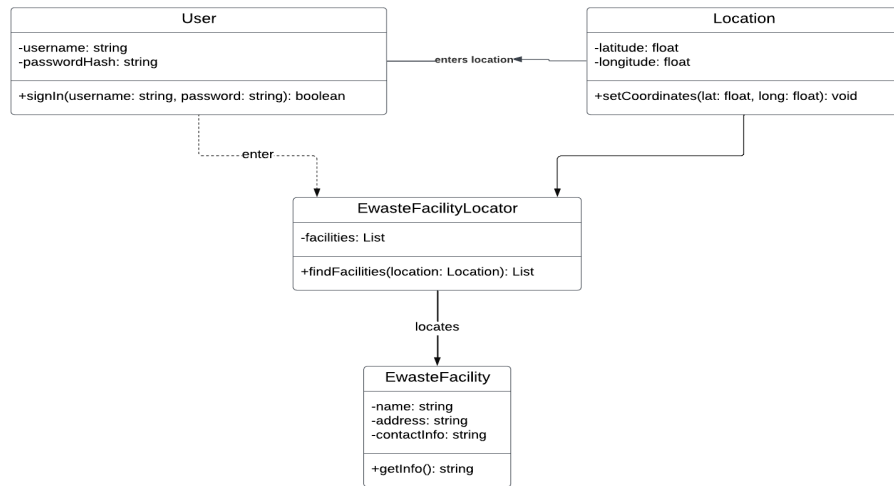 User
-username: string
-passwordHash: string
+signIn(username: string, password: string): boolean
enters location
Location
-latitude: float
-longitude: float
+setCoordinates(lat: float, long: float): void
enter
EwasteFacilityLocator
-facilities: List
+findFacilities(location: Location): List
locates
EwasteFacility
-name: string
-address: string
-contactInfo: string
+getInfo(): string